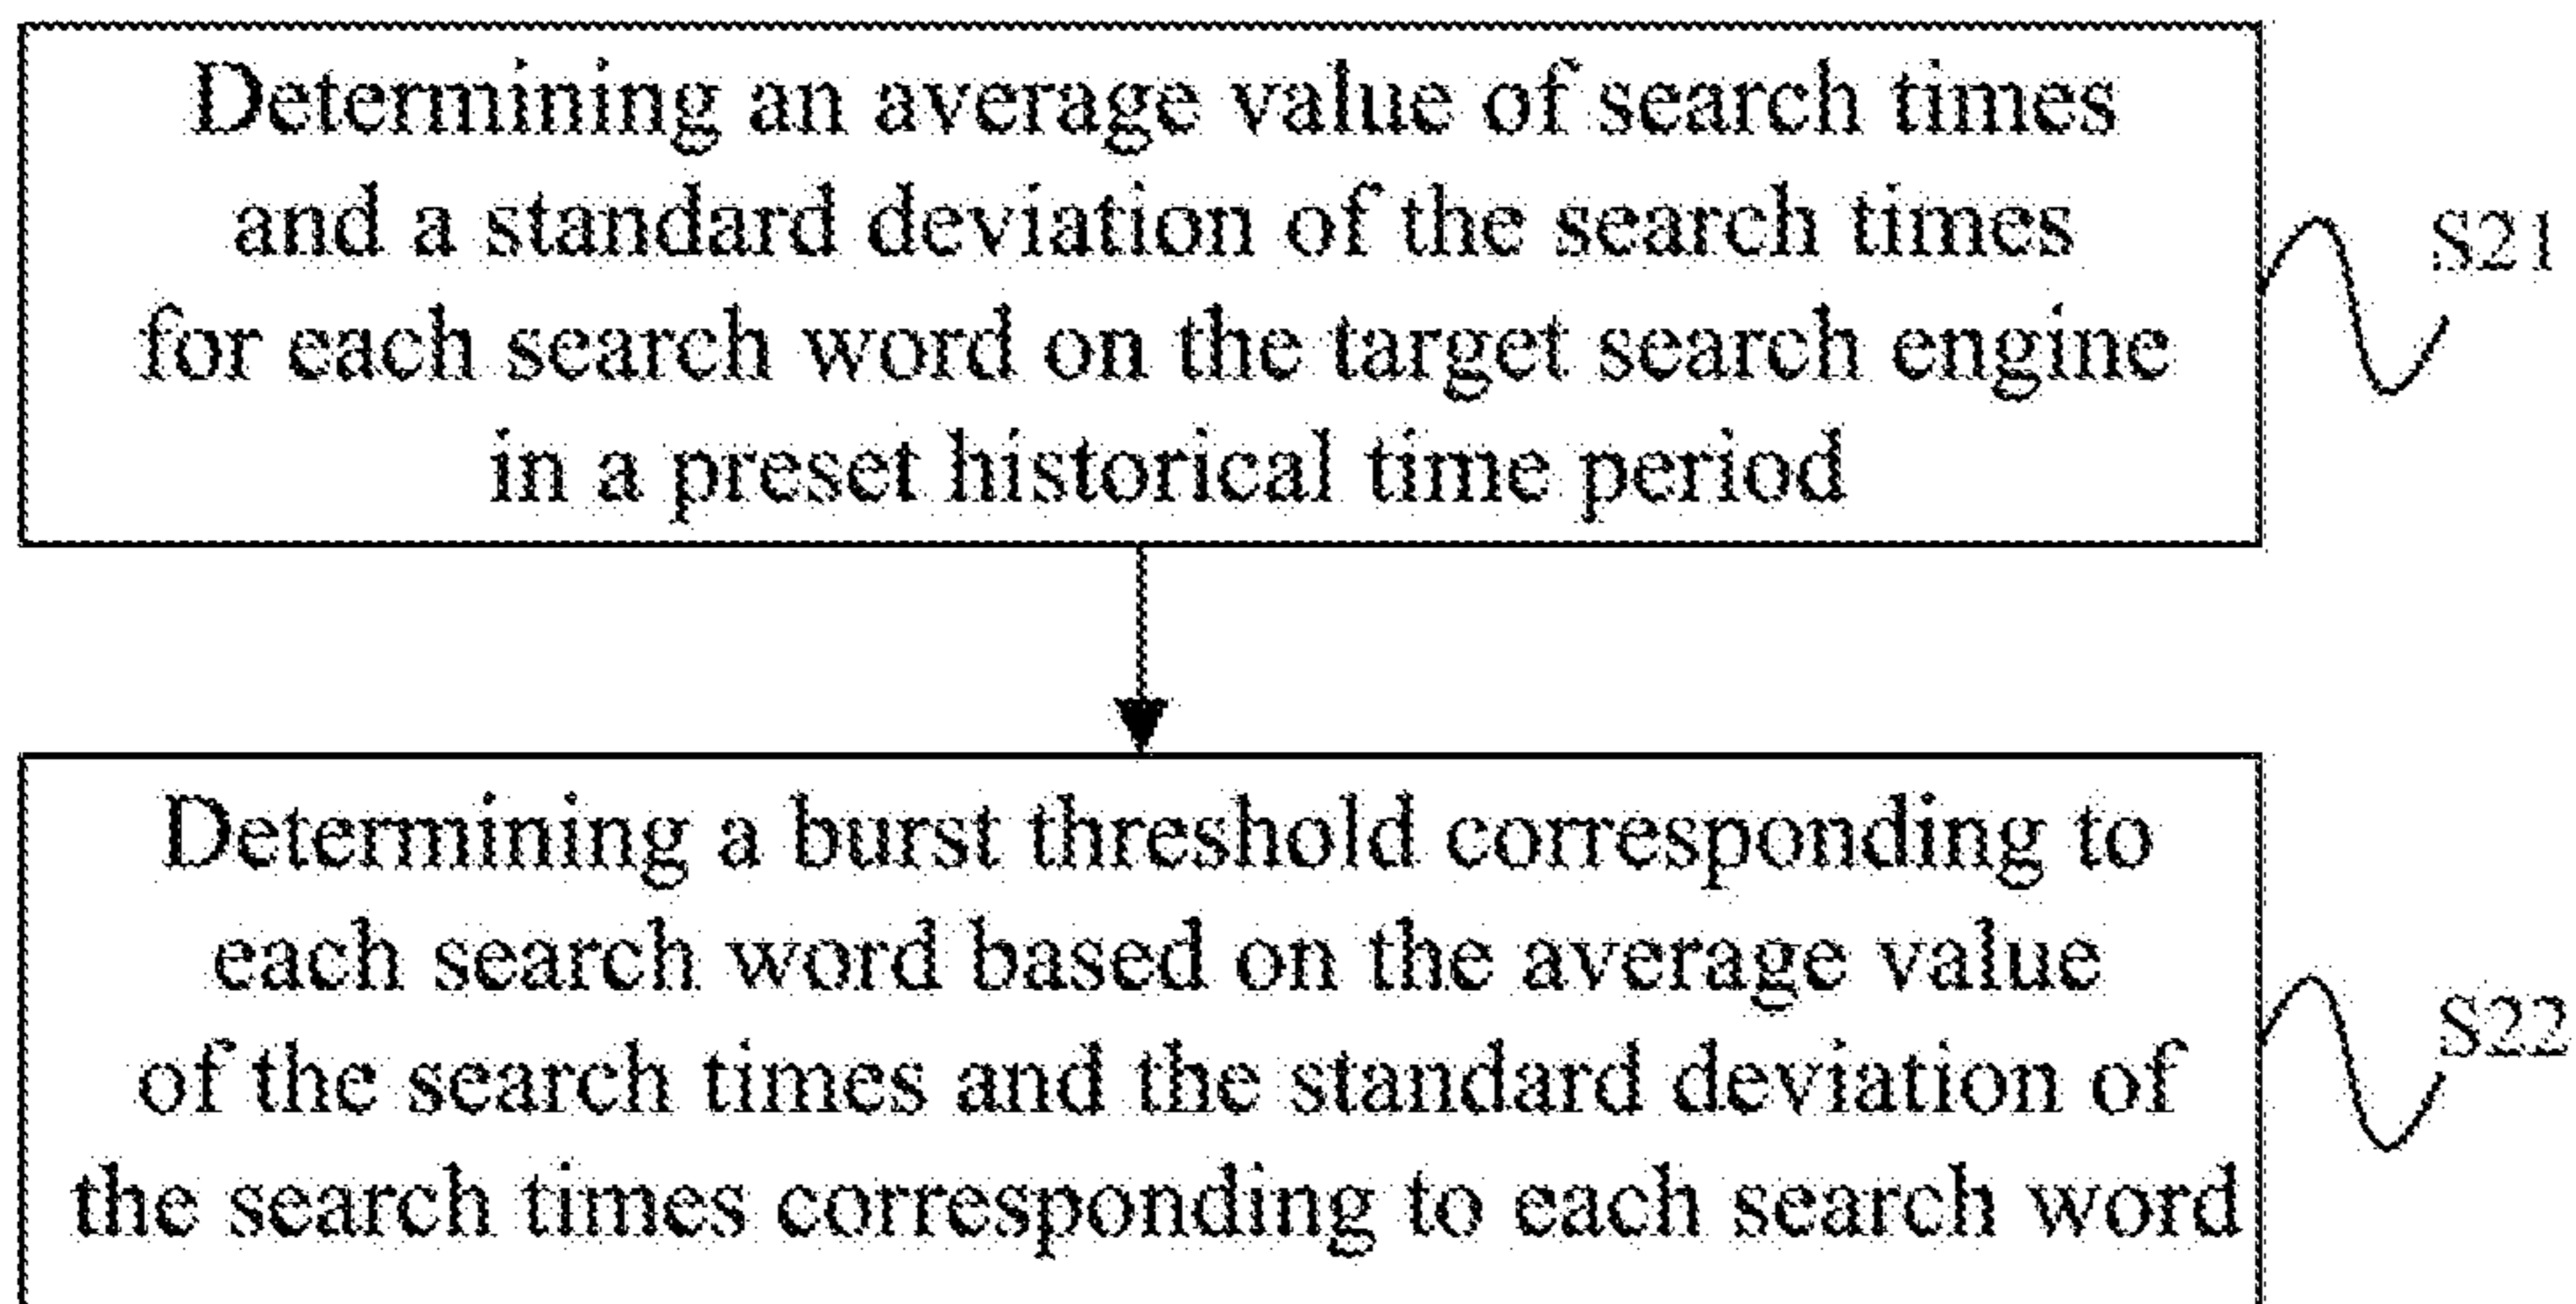 Determining an average value of search times
and a standard deviation of the search times
for each search word on the target search engine
in a preset historical time period
S21
Determining a burst threshold corresponding to
each search word based on the average value
of the search times and the standard deviation of
the search times corresponding to each search word
S22